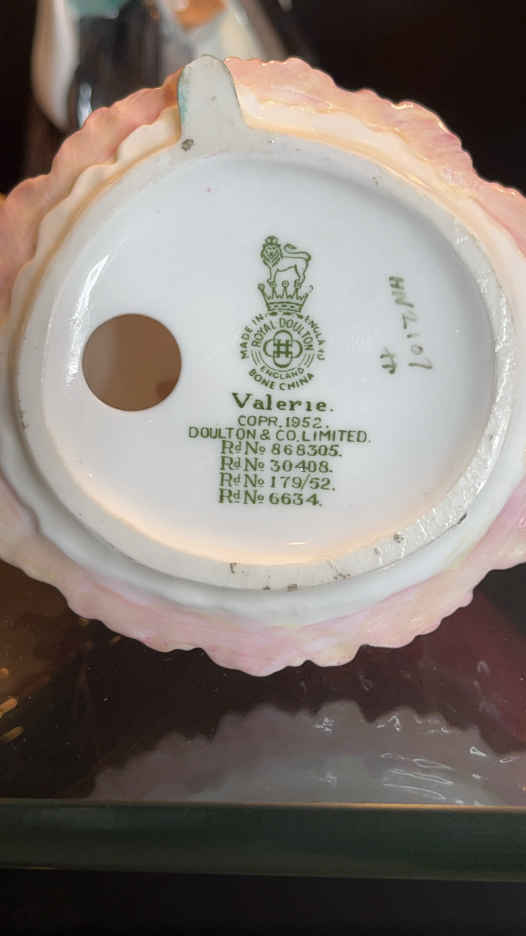 MADE IN ENGLAND
ROYAL DOULTON
ENGLAND
BONE CHINA
Valerie.
COPR. 1952.
DOULTON & CO. LIMITED.
Rd No 868305.
Rd No 30408.
Rd No 179/52.
Rd No 6634.
HN2107